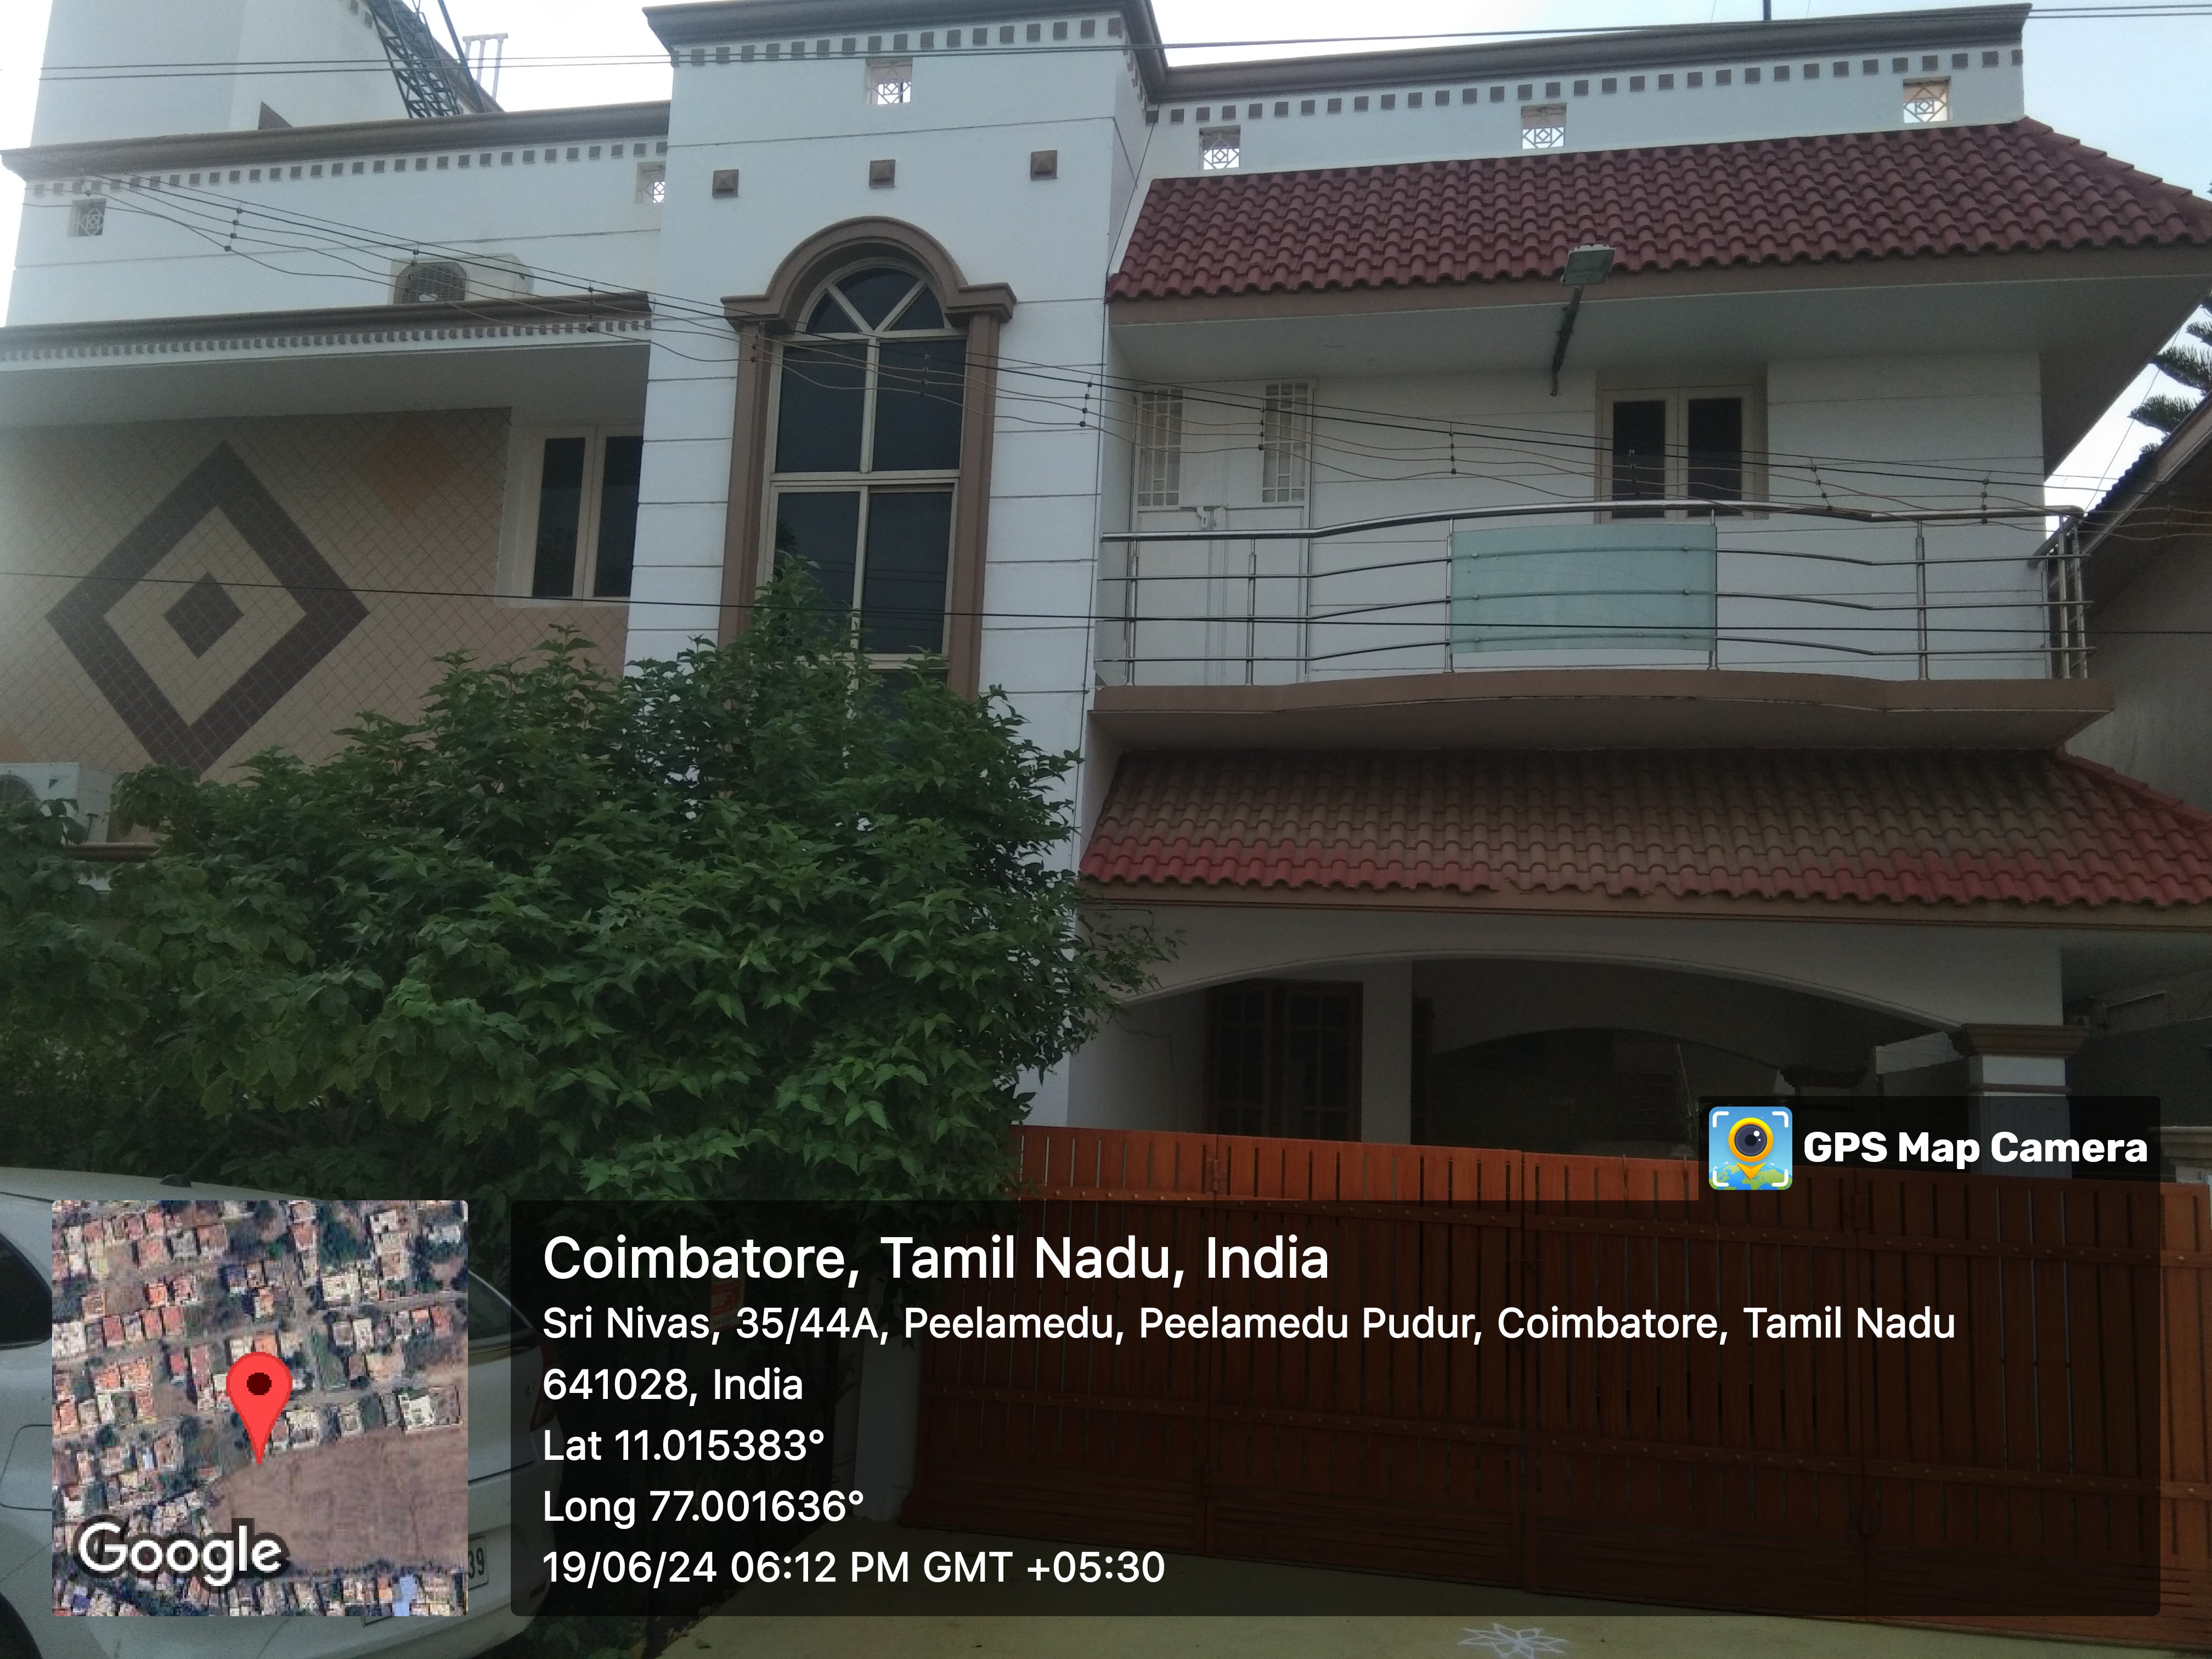 GPS Map Camera
Coimbatore, Tamil Nadu, India
Sri Nivas, 35/44A, Peelamedu, Peelamedu Pudur, Coimbatore, Tamil Nadu
641028, India
Lat 11.015383°
Long 77.001636°
19/06/24 06:12 PM GMT +05:30
Google
39